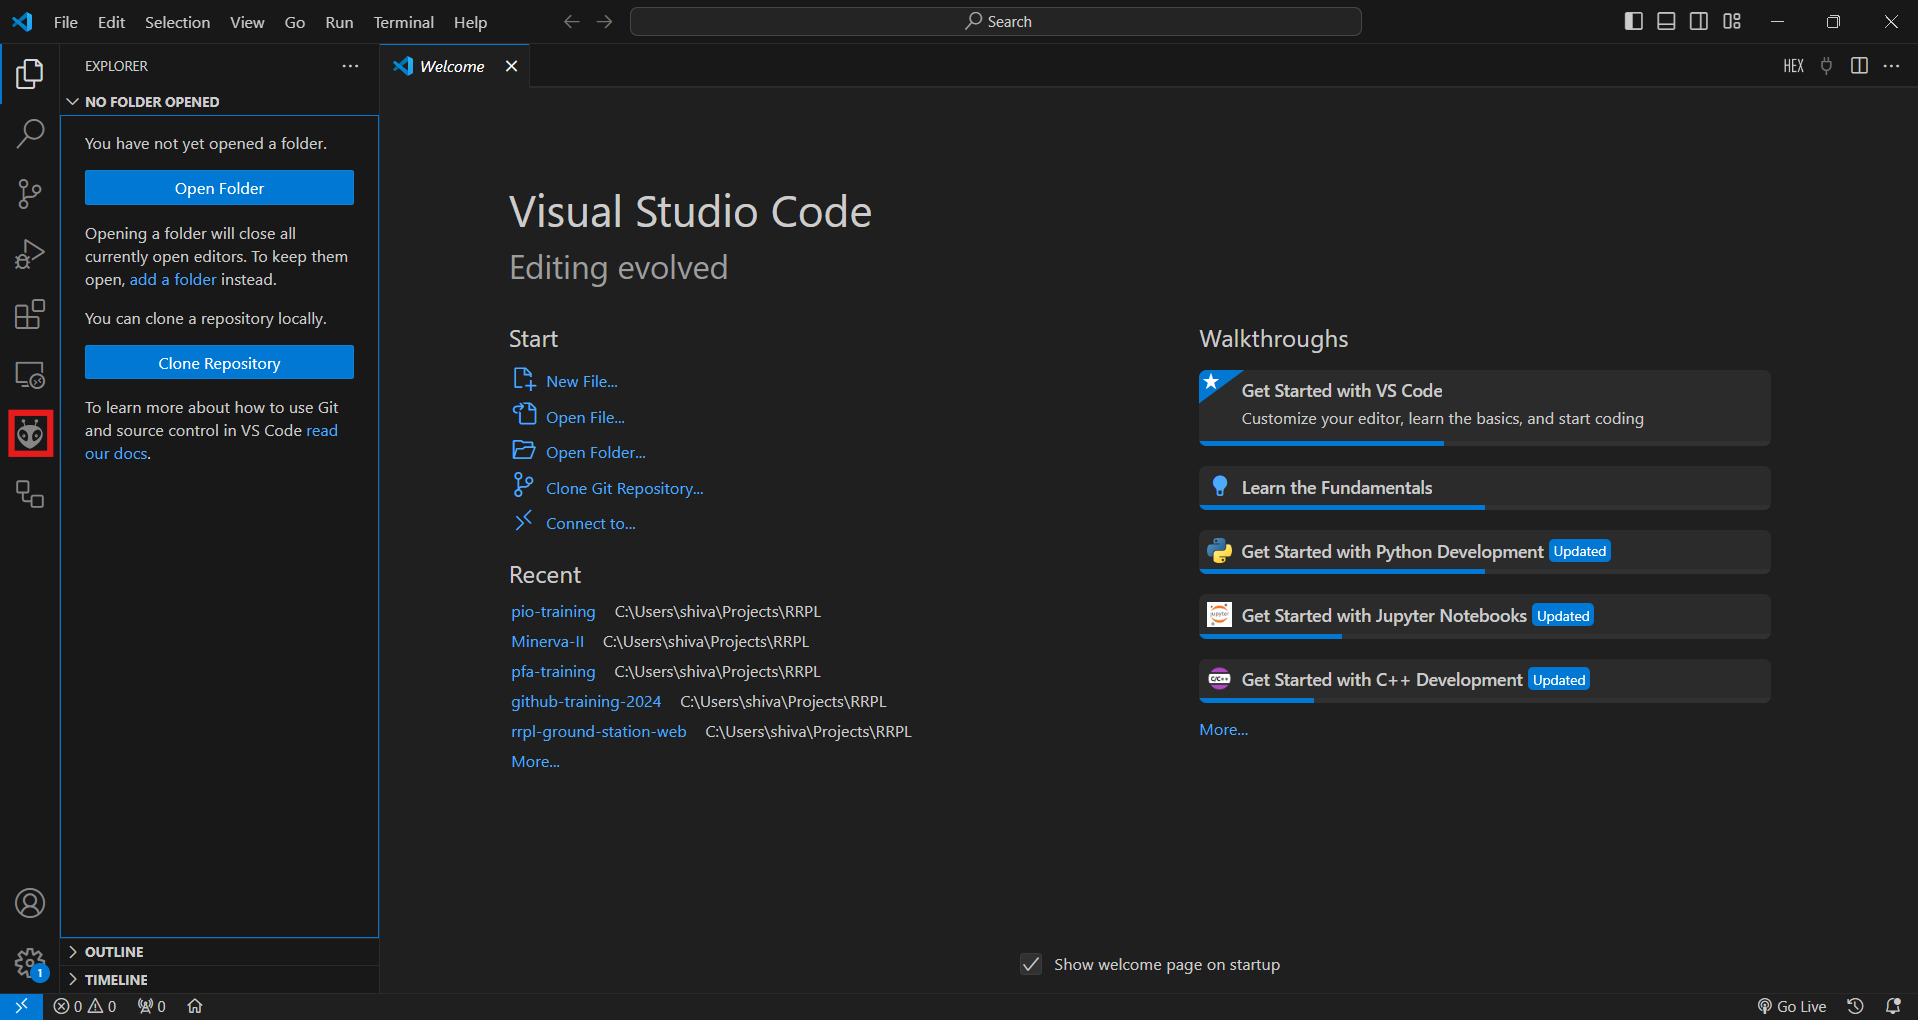 File Edit Selection View Go Run Terminal Help
Search
EXPLORER
Welcome
HEX
NO FOLDER OPENED
You have not yet opened a folder.
Open Folder
Opening a folder will close all
currently open editors. To keep them
open, add a folder instead.
You can clone a repository locally.
Clone Repository
To learn more about how to use Git
and source control in VS Code read
our docs.
OUTLINE
TIMELINE
1
Visual Studio Code
Editing evolved
Start
New File...
Open File...
Open Folder...
Clone Git Repository...
Connect to...
Recent
pio-training C:\Users\shiva\Projects\RRPL
Minerva-II C:\Users\shiva\Projects\RRPL
pfa-training C:\Users\shiva\Projects\RRPL
github-training-2024 C:\Users\shiva\Projects\RRPL
rrpl-ground-station-web C:\Users\shiva\Projects\RRPL
More...
Walkthroughs
Get Started with VS Code
Customize your editor, learn the basics, and start coding
Learn the Fundamentals
Get Started with Python Development Updated
jupyter
Get Started with Jupyter Notebooks Updated
C/C++
Get Started with C++ Development Updated
More...
Show welcome page on startup
0 0 0
Go Live